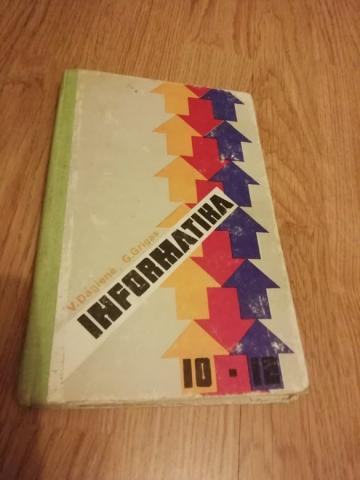 V. Dagienė G. Grigas
INFORMATIKA
10 • 12